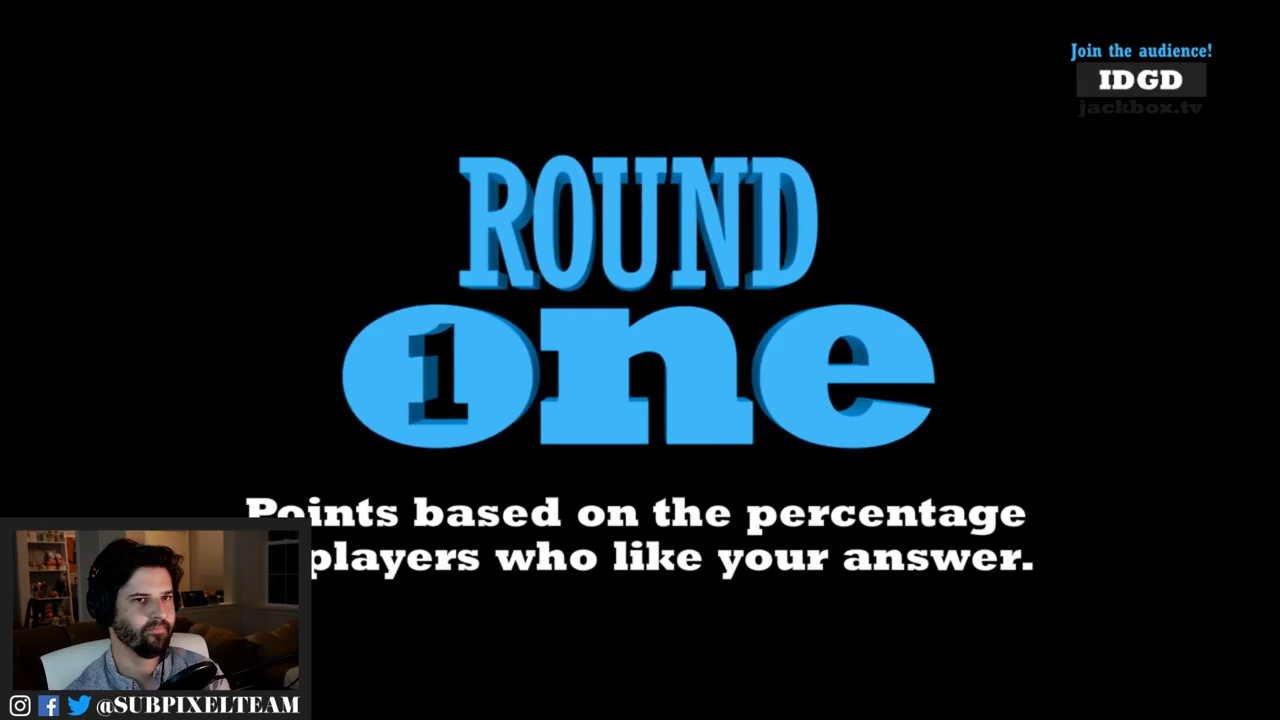 Join the audience!
IDGD
jackbox.tv
ROUND
One
1
Points based on the percentage
players who like your answer.
@SUBPIXELTEAM